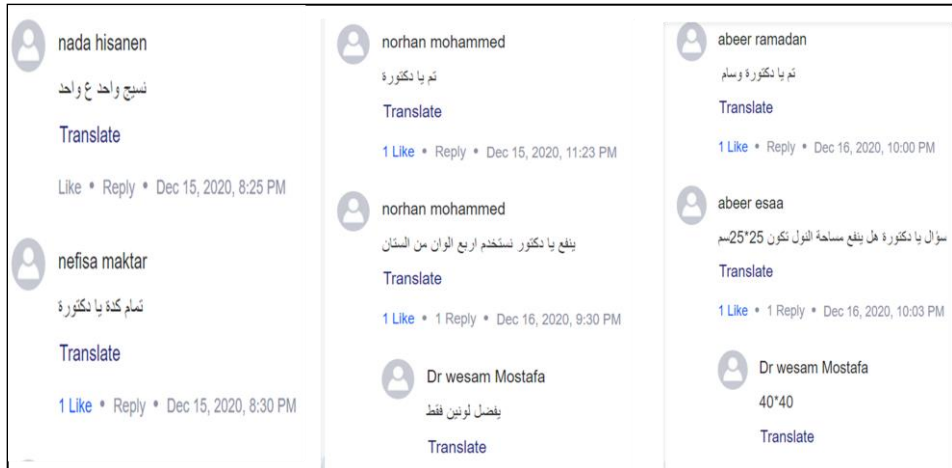 nada hisanen
نسيج واحد ع واحد
Translate
Like • Reply • Dec 15, 2020, 8:25 PM
nefisa maktar
تمام كدة يا دكتورة
Translate
1 Like • Reply • Dec 15, 2020, 8:30 PM
norhan mohammed
تم يا دكتورة
Translate
1 Like • Reply • Dec 15, 2020, 11:23 PM
norhan mohammed
ينفع يا دكتور نستخدم اربع الوان من الستان
Translate
1 Like • 1 Reply • Dec 16, 2020, 9:30 PM
Dr wesam Mostafa
يفضل لونين فقط
Translate
abeer ramadan
تم يا دكتورة وسام
Translate
1 Like • Reply • Dec 16, 2020, 10:00 PM
abeer esaa
سؤال يا دكتورة هل ينفع مساحة النول تكون 25*25سم
Translate
1 Like • 1 Reply • Dec 16, 2020, 10:03 PM
Dr wesam Mostafa
40*40
Translate